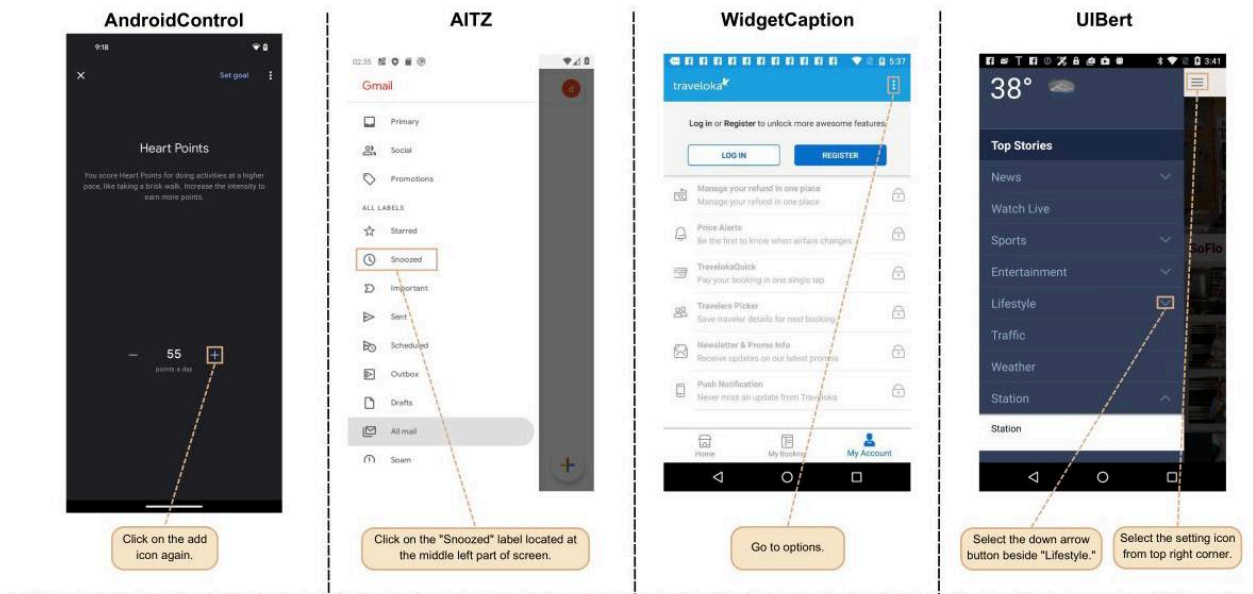 AndroidControl
9:18
Set goal
Heart Points
You score Heart Points for doing activities at a higher
pace, like taking a brisk walk. Increase the intensity to
earn more points.
55
points a day
Click on the add
icon again.
AITZ
02:35
Gmail
d
Primary
Social
Promotions
ALL LABELS
Starred
Snoozed
Important
Sent
Scheduled
Outbox
Drafts
All mail
Spam
Click on the "Snoozed" label located at
the middle left part of screen.
WidgetCaption
5:37
traveloka
Log in or Register to unlock more awesome features.
LOG IN
REGISTER
Manage your refund in one place
Manage your refund in one place
Price Alerts
Be the first to know when airfare changes
TravelokaQuick
Pay your booking in one single tap
Travelers Picker
Save traveler details for next booking
Newsletter & Promo Info
Receive updates on our latest promos
Push Notification
Never miss an update from Traveloka
Home
My Booking
My Account
Go to options.
UIBert
3:41
38°
Top Stories
News
Watch Live
Sports
GoFlo
Entertainment
Lifestyle
Traffic
Weather
Station
Station
Select the down arrow
button beside "Lifestyle."
Select the setting icon
from top right corner.